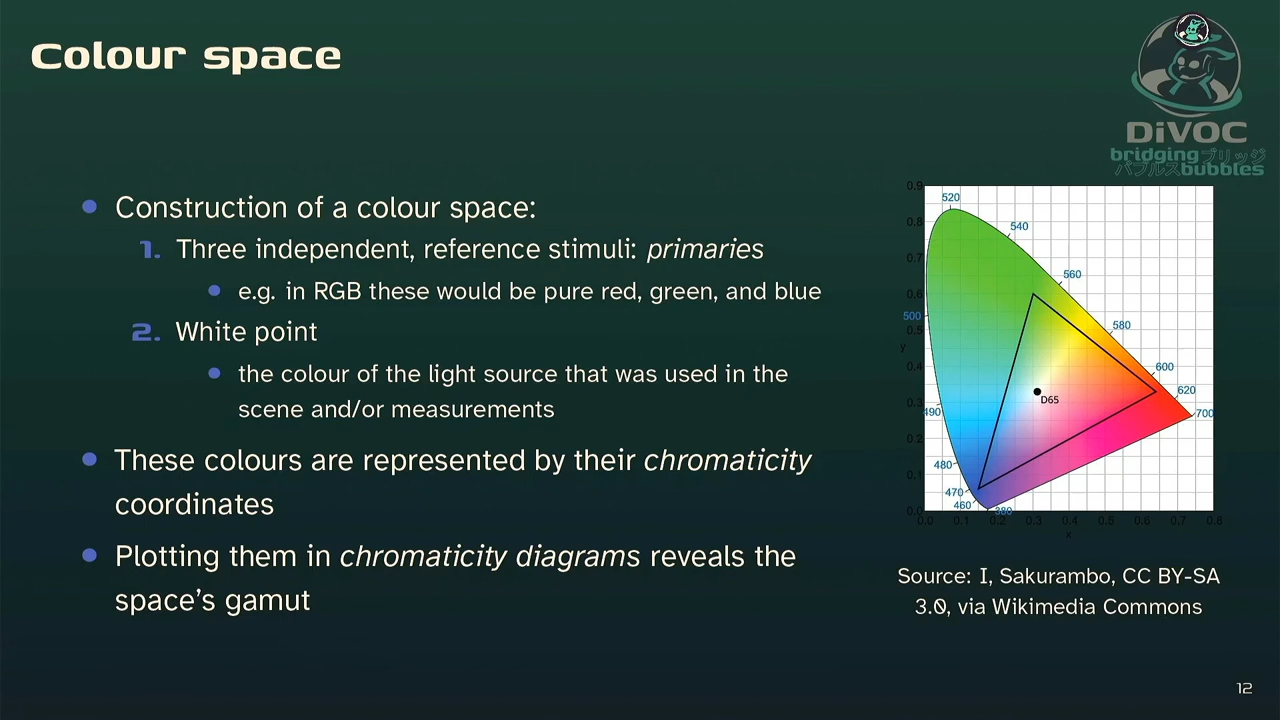 Colour space
DiVOC
bridgingブリッジ
バブルスbubbles
• Construction of a colour space:
1. Three independent, reference stimuli: primaries
• e.g. in RGB these would be pure red, green, and blue
2. White point
• the colour of the light source that was used in the
scene and/or measurements
• These colours are represented by their chromaticity
coordinates
• Plotting them in chromaticity diagrams reveals the
space's gamut
0.9
0.8
0.7
0.6
0.5
0.4
0.3
0.2
0.1
0.0
y
0.0 0.1 0.2 0.3 0.4 0.5 0.6 0.7 0.8
x
520
540
560
580
600
620
700
500
490
480
470
460
380
D65
Source: I, Sakurambo, CC BY-SA
3.0, via Wikimedia Commons
12